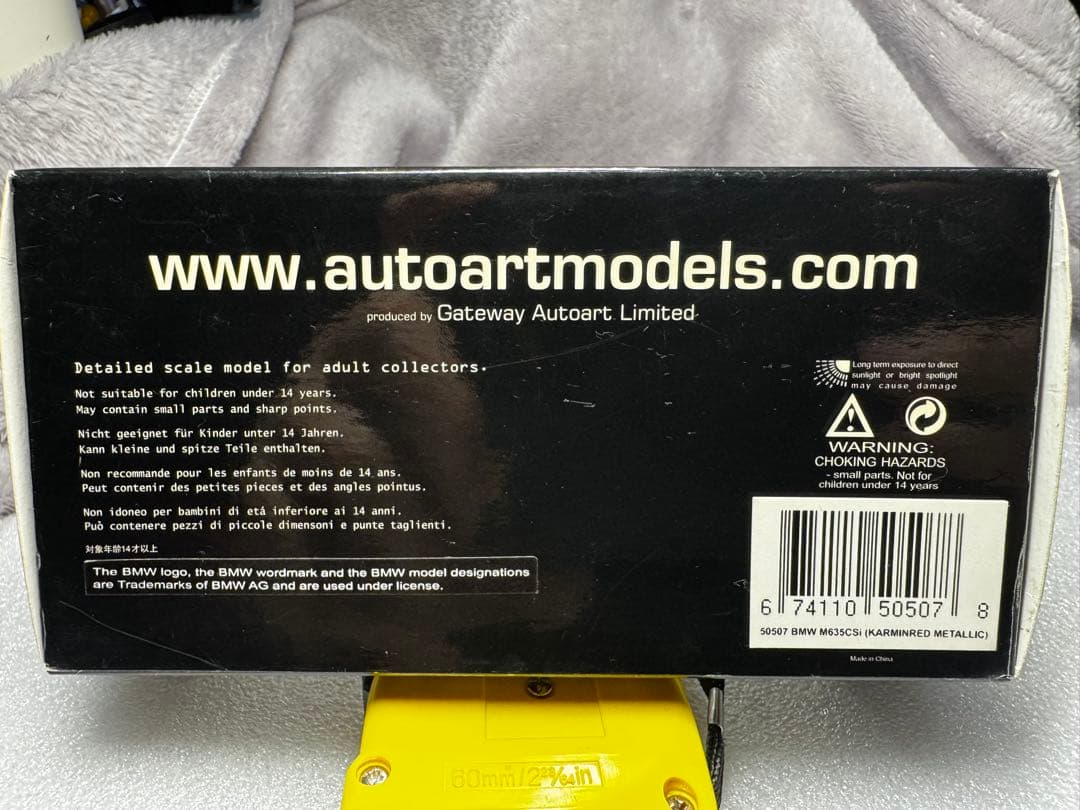 www.autoartmodels.com
produced by Gateway Autoart Limited
Detailed scale model for adult collectors.
Not suitable for children under 14 years.
May contain small parts and sharp points.
Nicht geeignet für Kinder unter 14 Jahren.
Kann kleine und spitze Teile enthalten.
Non recommande pour les enfants de moins de 14 ans.
Peut contenir des petites pieces et des angles pointus.
Non idoneo per bambini di etá inferiore ai 14 anni.
Può contenere pezzi di piccole dimensoni e punte taglienti.
対象年齢14才以上
The BMW logo, the BMW wordmark and the BMW model designations
are Trademarks of BMW AG and are used under license.
Long term exposure to direct
sunlight or bright spotlight
may cause damage
WARNING:
CHOKING HAZARDS
- small parts. Not for
children under 14 years
6 74110 50507 8
50507 BMW M635CSi (KARMINRED METALLIC)
Made in China
60mm/2 23/64in